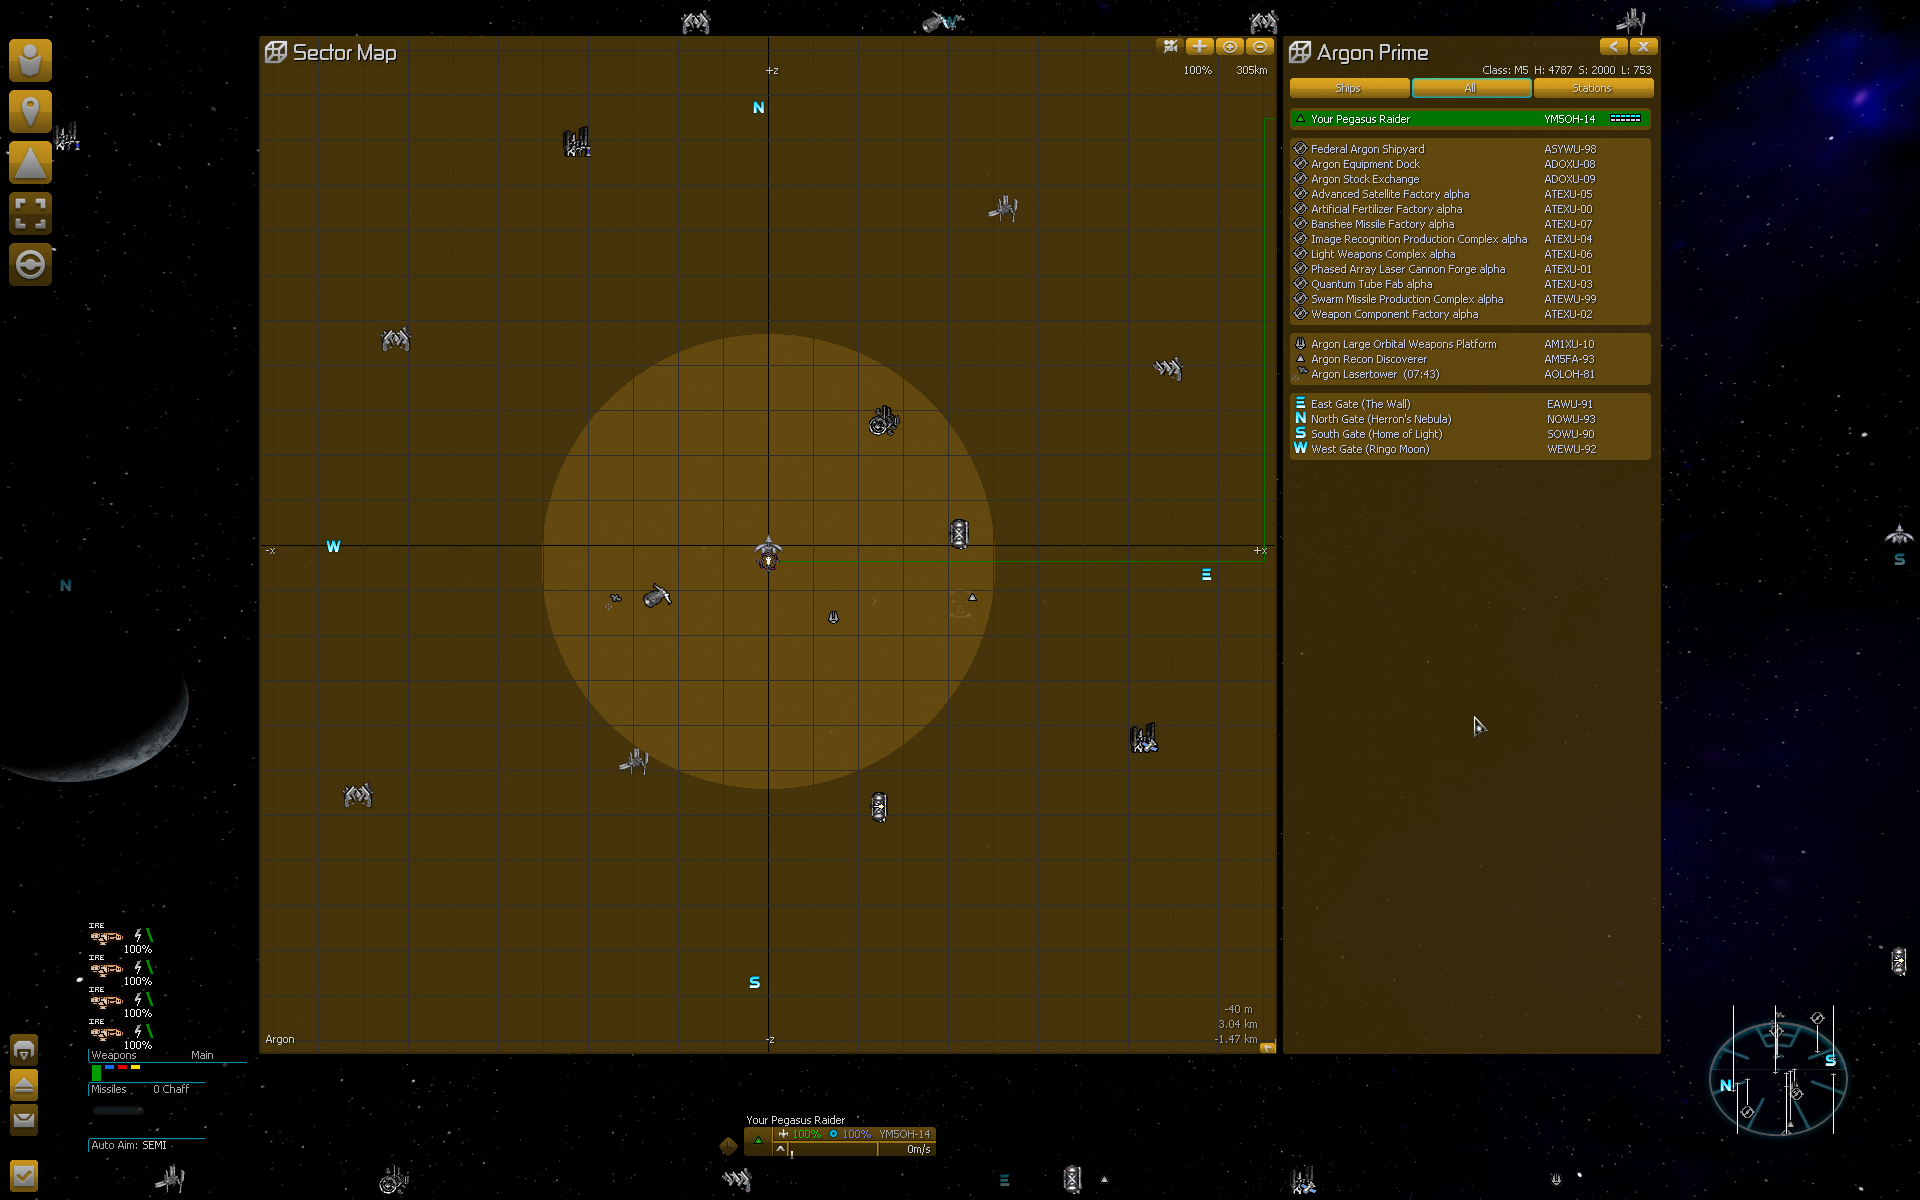 Sector Map
100%
305km
+z
N
W
-x
+x
E
S
-z
Argon
-40 m
3.04 km
-1.47 km
Argon Prime
Class: M5 H: 4787 S: 2000 L: 753
Ships
All
Stations
Your Pegasus Raider YM5OH-14
Federal Argon Shipyard ASYWU-98
Argon Equipment Dock ADOXU-08
Argon Stock Exchange ADOXU-09
Advanced Satellite Factory alpha ATEXU-05
Artificial Fertilizer Factory alpha ATEXU-00
Banshee Missile Factory alpha ATEXU-07
Image Recognition Production Complex alpha ATEXU-04
Light Weapons Complex alpha ATEXU-06
Phased Array Laser Cannon Forge alpha ATEXU-01
Quantum Tube Fab alpha ATEXU-03
Swarm Missile Production Complex alpha ATEWU-99
Weapon Component Factory alpha ATEXU-02
Argon Large Orbital Weapons Platform AM1XU-10
Argon Recon Discoverer AM5FA-93
Argon Lasertower (07:43) AOLOH-81
E East Gate (The Wall) EAWU-91
N North Gate (Herron's Nebula) NOWU-93
S South Gate (Home of Light) SOWU-90
W West Gate (Ringo Moon) WEWU-92
W
N
S
E
IRE
100%
IRE
100%
IRE
100%
IRE
100%
Weapons Main
Missiles 0 Chaff
Auto Aim: SEMI
Your Pegasus Raider
100% 100% YM5OH-14
0m/s
N
S